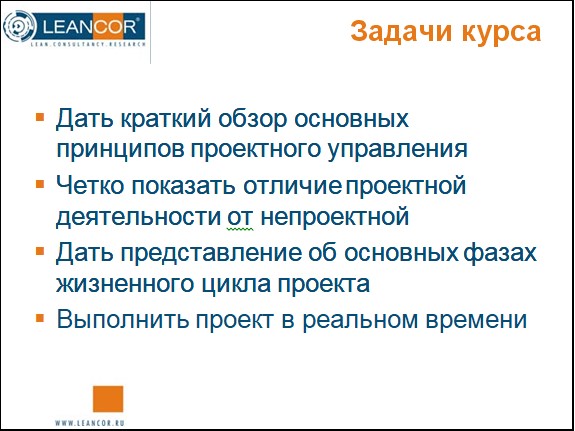 LEANCOR®
LEAN.CONSULTANCY.RESEARCH
Задачи курса
Дать краткий обзор основных
принципов проектного управления
Четко показать отличие проектной
деятельности от непроектной
Дать представление об основных фазах
жизненного цикла проекта
Выполнить проект в реальном времени
WWW.LEANCOR.RU